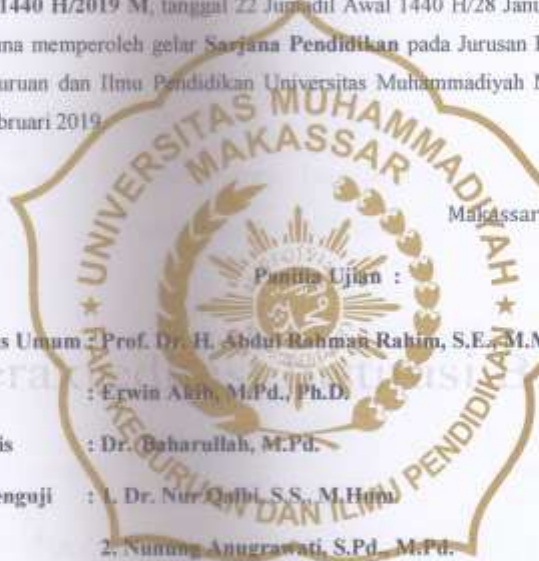 1440 H/2019 M, tanggal 22 Jumadil Awal 1440 H/28 Janu
na memperoleh gelar Sarjana Pendidikan pada Jurusan
uruan dan Ilmu Pendidikan Universitas Muhammadiyah M
bruari 2019
UNIVERSITAS MUHAMMADIYAH
MAKASSAR
FAK. KEGURUAN DAN ILMU PENDIDIKAN
Makassar
Panitia Ujian :
s Umum : Prof. Dr. H. Abdul Rahman Rahim, S.E., M.M
: Erwin Akib, M.Pd., Ph.D.
is : Dr. Baharullah, M.Pd.
enguji : 1. Dr. Nur Qalbi, S.S., M.Hum.
2. Nunung Anugrawati, S.Pd., M.Pd.